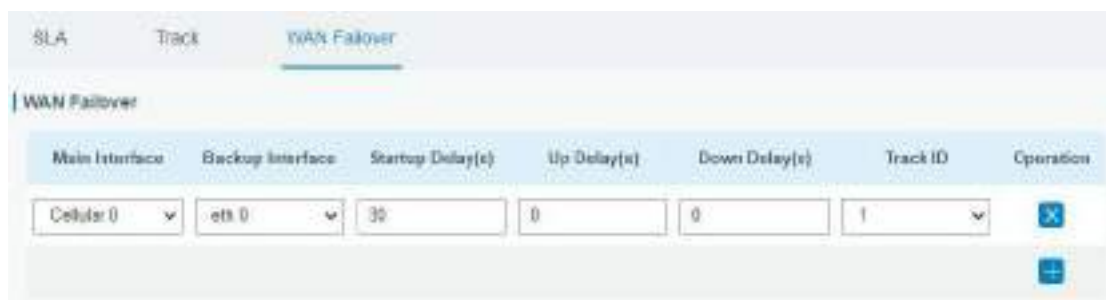 SLA Track WAN Failover
WAN Failover
Main Interface Backup Interface Startup Delay(s) Up Delay(s) Down Delay(s) Track ID Operation
Cellular 0 eth 0 30 0 0 1